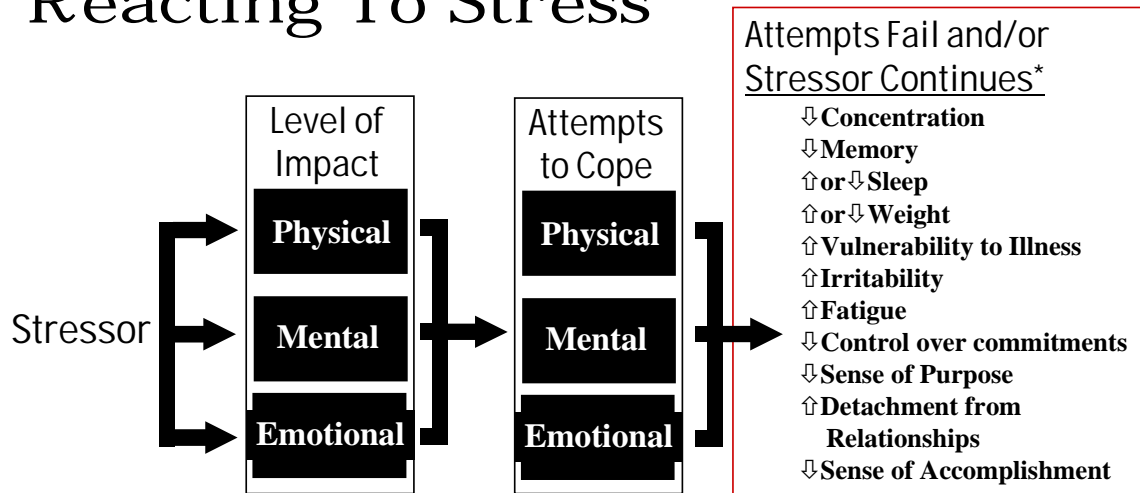 Reacting To Stress
Stressor
Level of
Impact
Physical
Mental
Emotional
Attempts
to Cope
Physical
Mental
Emotional
Attempts Fail and/or
Stressor Continues*
⇩Concentration
⇩Memory
⇧or⇩Sleep
⇧or⇩Weight
⇧Vulnerability to Illness
⇧Irritability
⇧Fatigue
⇩Control over commitments
⇩Sense of Purpose
⇧Detachment from
Relationships
⇩Sense of Accomplishment